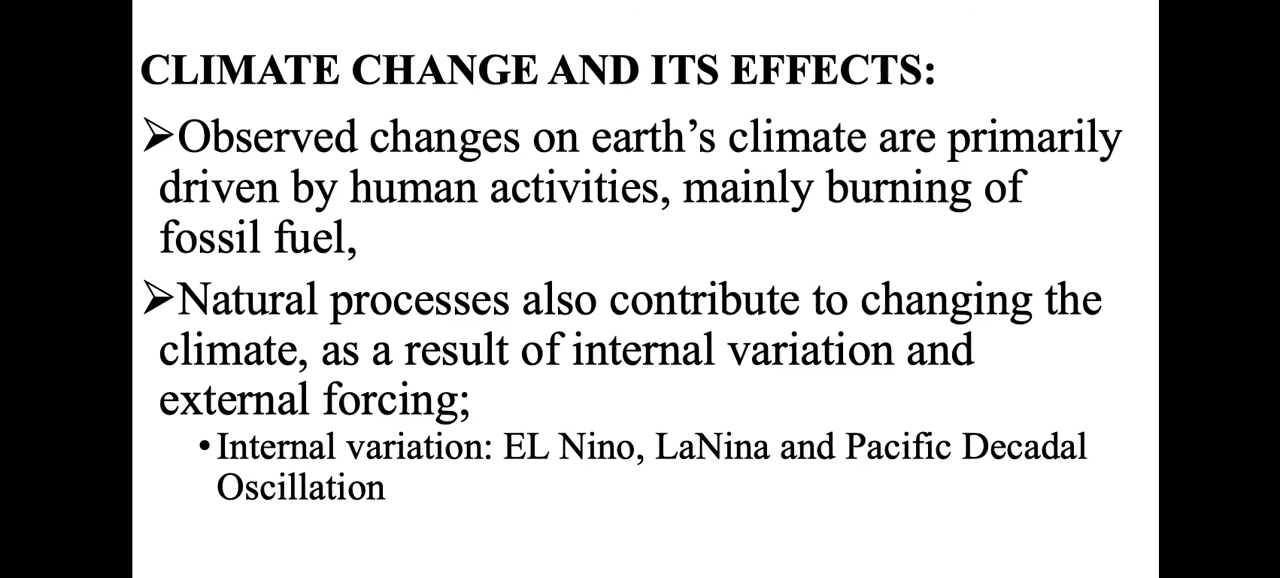 CLIMATE CHANGE AND ITS EFFECTS:
➢Observed changes on earth’s climate are primarily
driven by human activities, mainly burning of
fossil fuel,
➢Natural processes also contribute to changing the
climate, as a result of internal variation and
external forcing;
•Internal variation: EL Nino, LaNina and Pacific Decadal
Oscillation